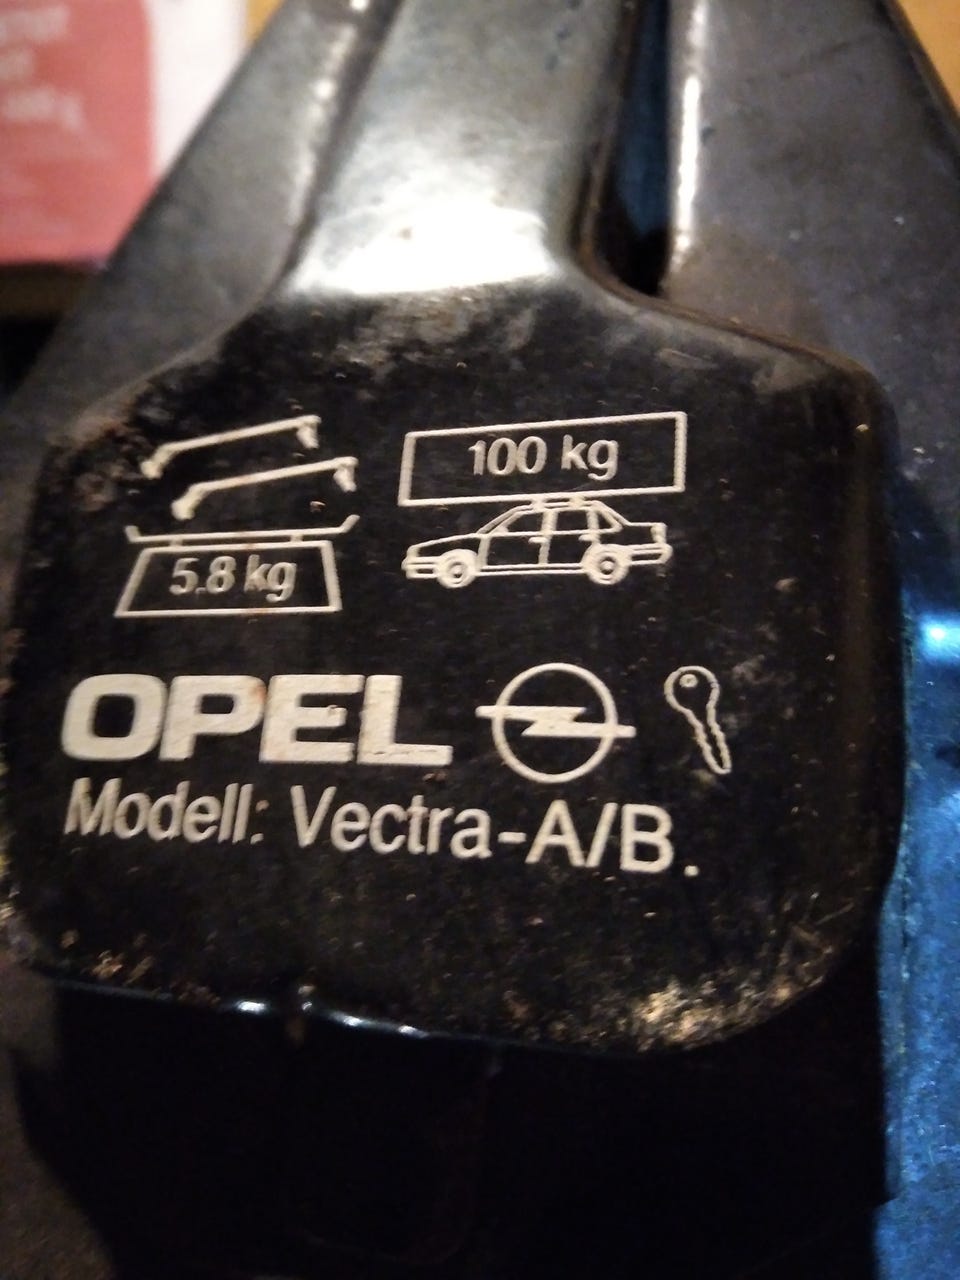 100 kg
5.8 kg
OPEL
Modell: Vectra-A/B.